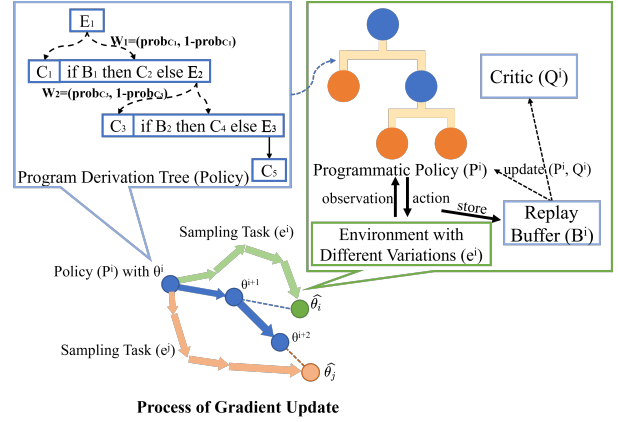 E₁
W₁=(prob_C₁, 1-prob_C₁)
C₁ if B₁ then C₂ else E₂
W₂=(prob_C₃, 1-prob_C₃)
C₃ if B₂ then C₄ else E₃
C₅
Program Derivation Tree (Policy)
Critic (Qⁱ)
Programmatic Policy (Pⁱ)
update (Pⁱ, Qⁱ)
observation
action
store
Environment with
Different Variations (eⁱ)
Replay
Buffer (Bⁱ)
Sampling Task (eⁱ)
Policy (Pⁱ) with θⁱ
θⁱ⁺¹
θ̂ᵢ
θⁱ⁺²
Sampling Task (eʲ)
θ̂ⱼ
Process of Gradient Update